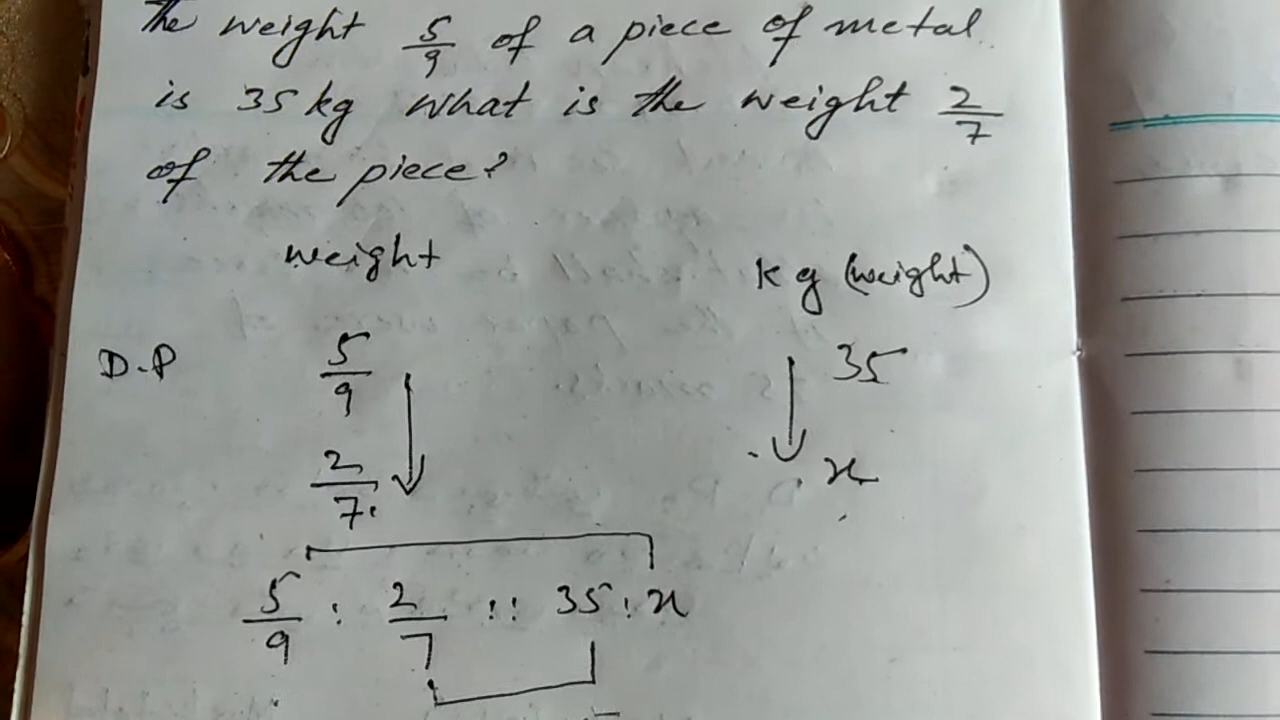 The weight 5/9 of a piece of metal
is 35 kg what is the weight 2/7
of the piece?
weight kg (weight)
D.P 5/9 35
2/7 x
5/9 : 2/7 :: 35 : x